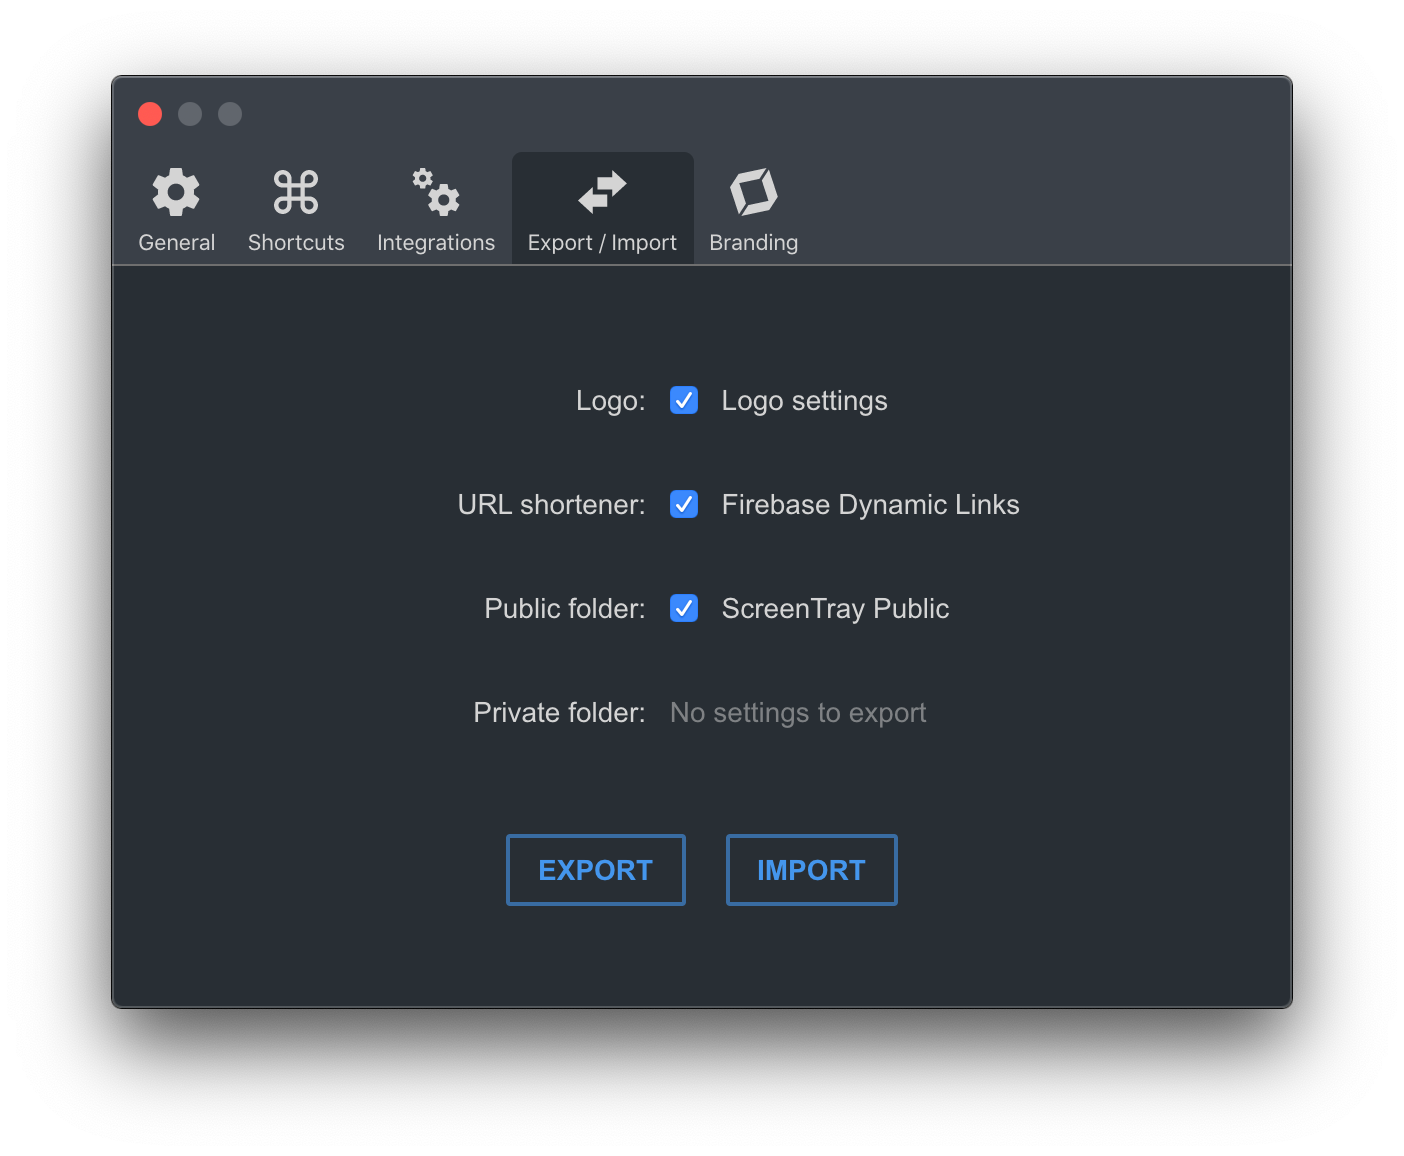 General Shortcuts Integrations Export / Import Branding
Logo: Logo settings
URL shortener: Firebase Dynamic Links
Public folder: ScreenTray Public
Private folder: No settings to export
EXPORT IMPORT